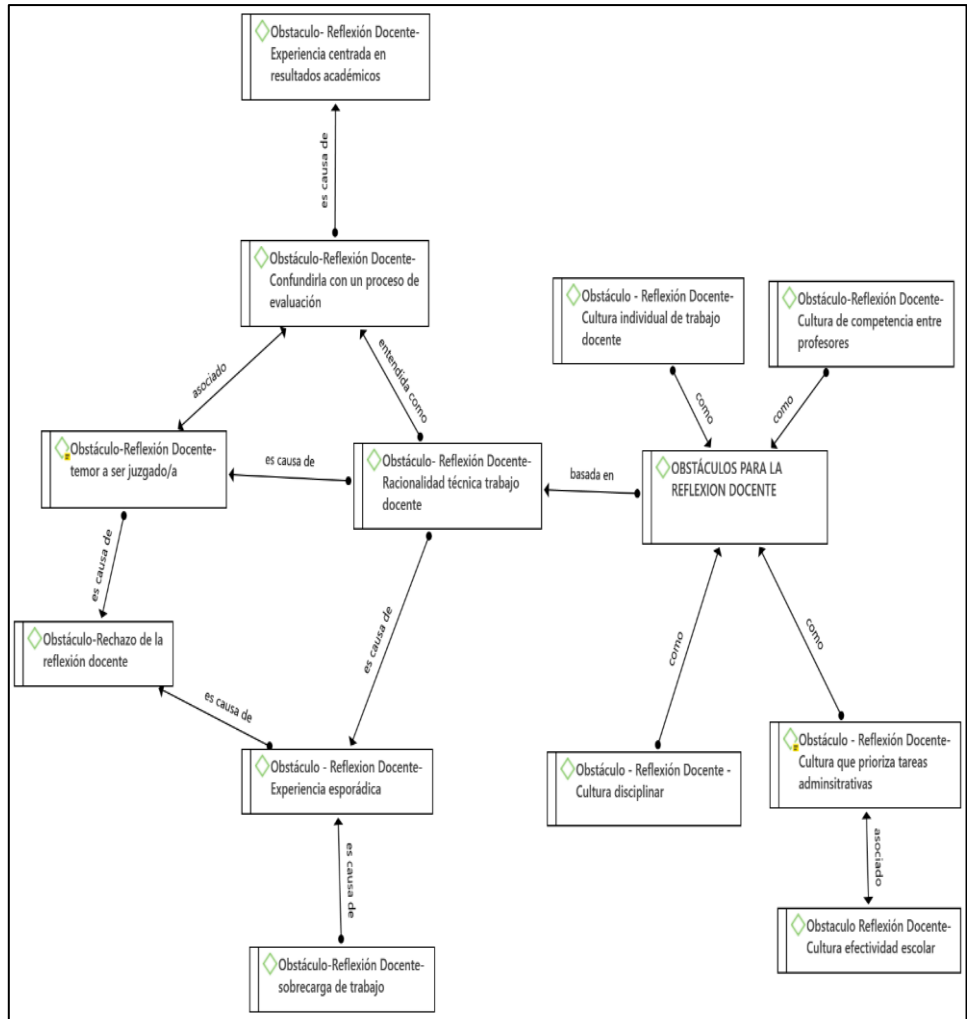 Obstaculo- Reflexión Docente-
Experiencia centrada en
resultados académicos
es causa de
Obstáculo-Reflexión Docente-
Confundirla con un proceso de
evaluación
Obstáculo - Reflexión Docente-
Cultura individual de trabajo
docente
Obstáculo-Reflexión Docente-
Cultura de competencia entre
profesores
asociado
entendida como
como
como
Obstáculo-Reflexión Docente-
temor a ser juzgado/a
es causa de
Obstáculo- Reflexión Docente-
Racionalidad técnica trabajo
docente
basada en
OBSTÁCULOS PARA LA
REFLEXION DOCENTE
es causa de
es causa de
como
como
Obstáculo-Rechazo de la
reflexión docente
es causa de
Obstáculo - Reflexion Docente-
Experiencia esporádica
Obstáculo - Reflexión Docente -
Cultura disciplinar
Obstáculo - Reflexión Docente-
Cultura que prioriza tareas
adminsitrativas
es causa de
asociado
Obstáculo-Reflexión Docente-
sobrecarga de trabajo
Obstaculo Reflexión Docente-
Cultura efectividad escolar